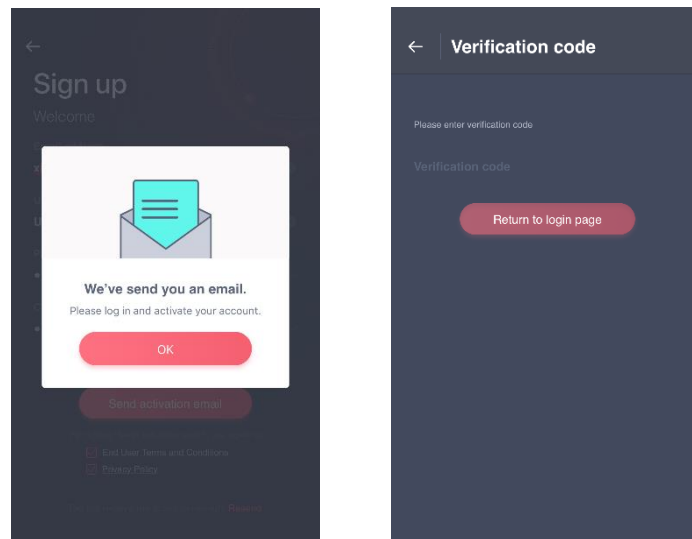 Sign up
Welcome
We've send you an email.
Please log in and activate your account.
OK
Send activation email
End User Terms and Conditions
Privacy Policy
Verification code
Please enter verification code
Verification code
Return to login page